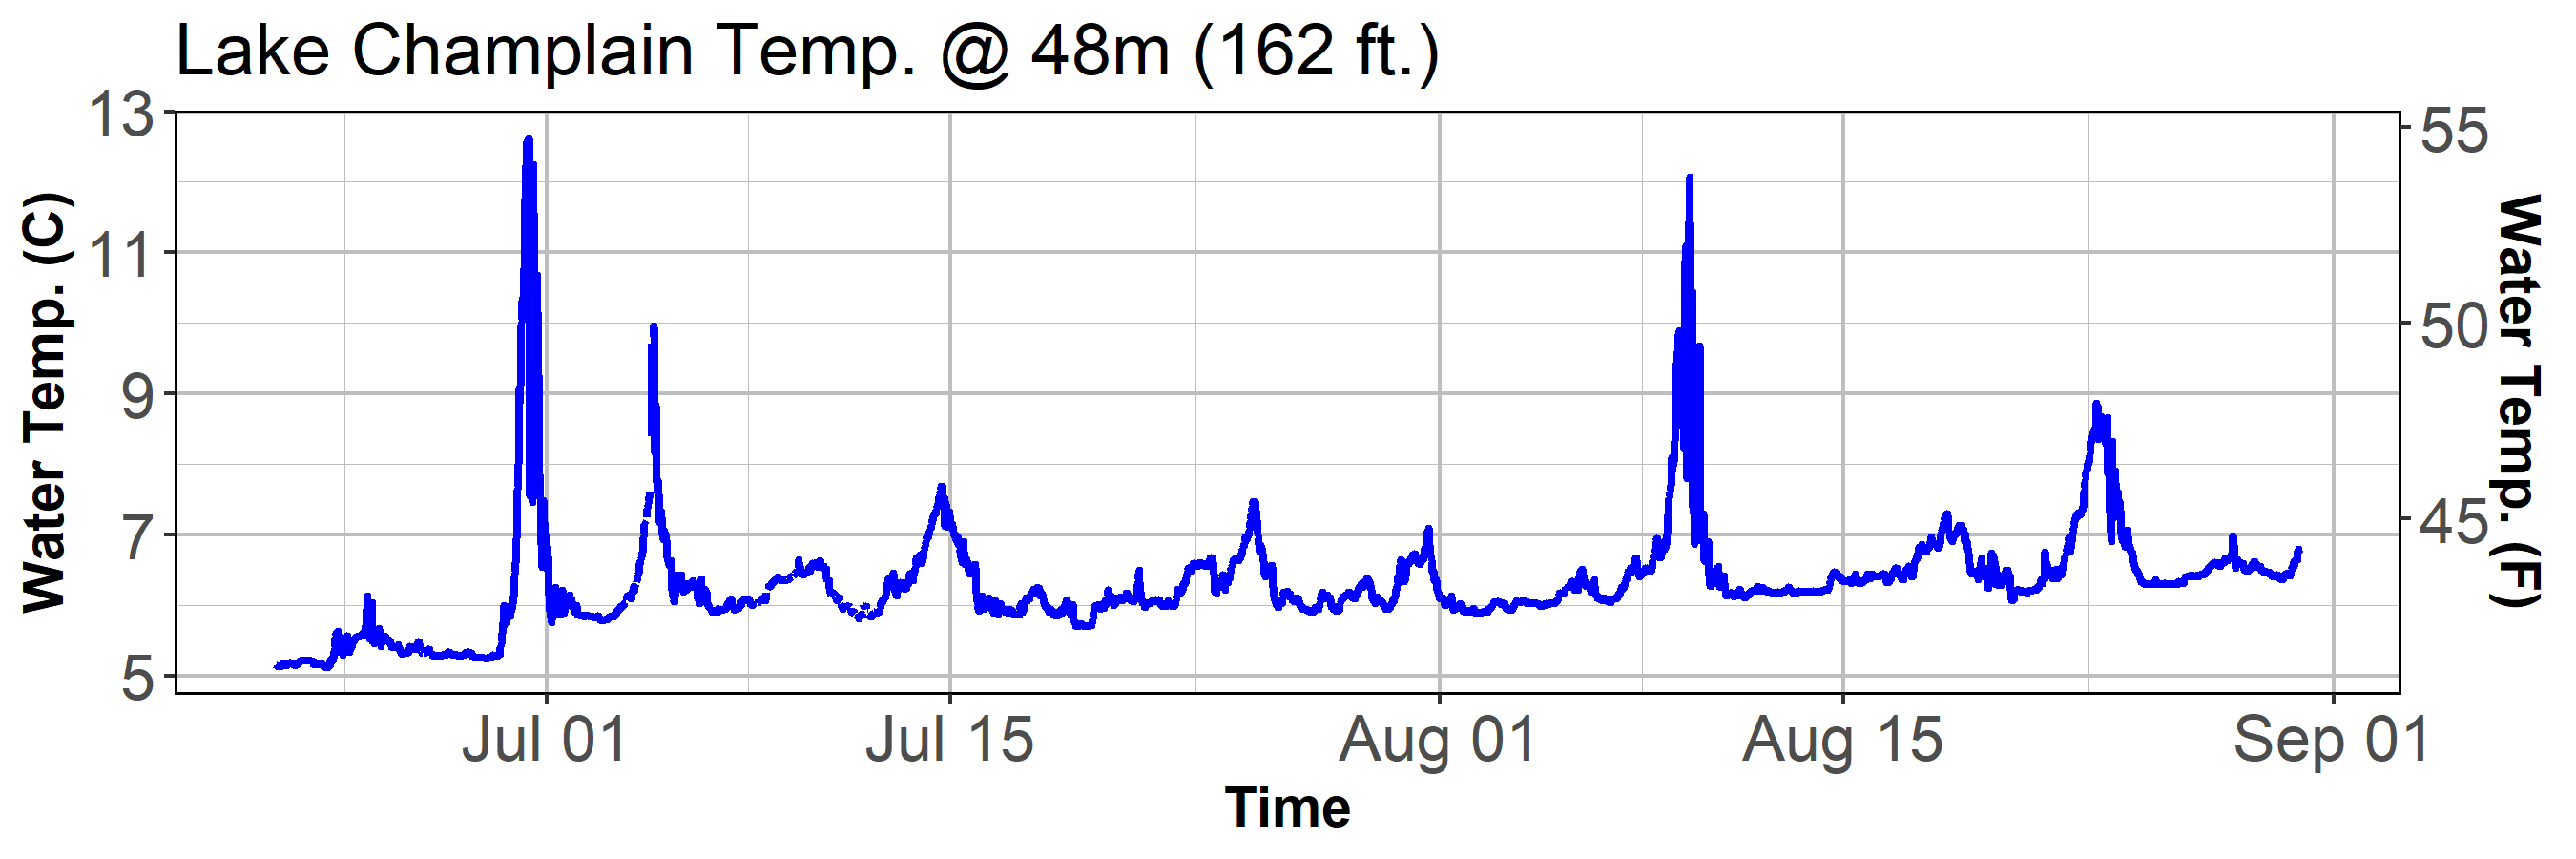 Lake Champlain Temp. @ 48m (162 ft.)
13
11
9
7
5
Water Temp. (C)
55
50
45
Water Temp. (F)
Jul 01 Jul 15 Aug 01 Aug 15 Sep 01
Time